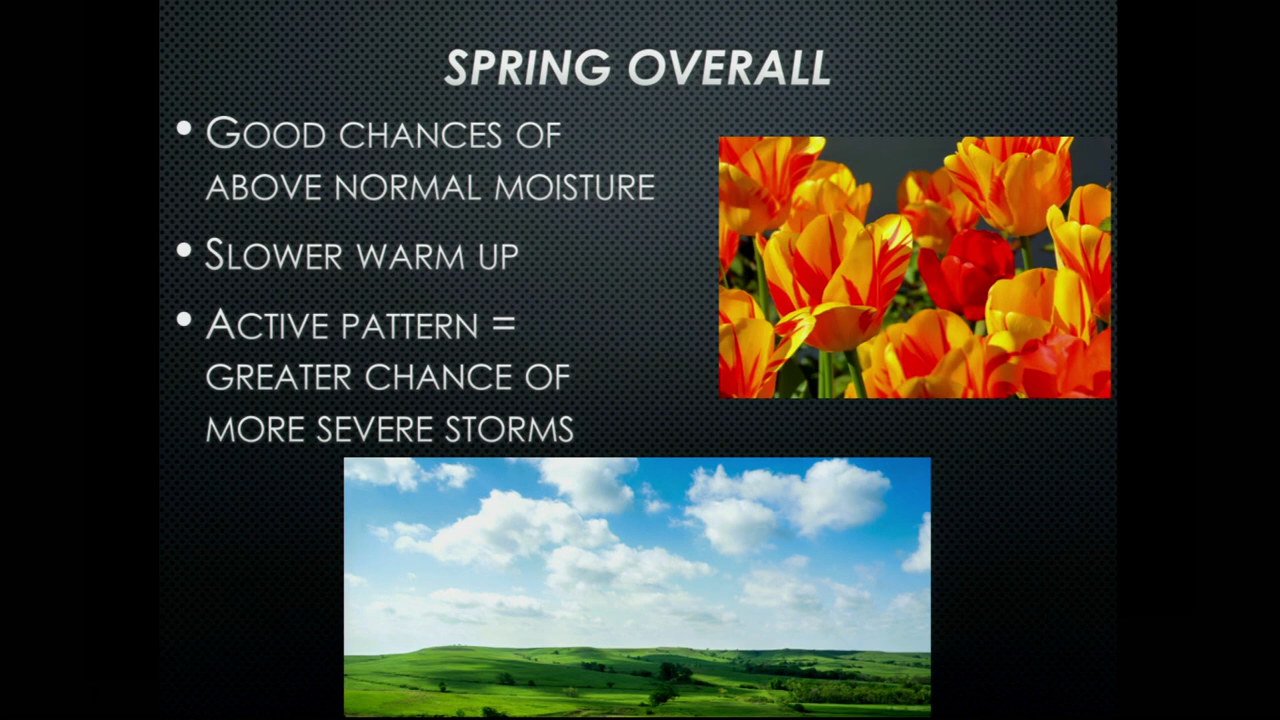 SPRING OVERALL
• GOOD CHANCES OF
ABOVE NORMAL MOISTURE
• SLOWER WARM UP
• ACTIVE PATTERN =
GREATER CHANCE OF
MORE SEVERE STORMS